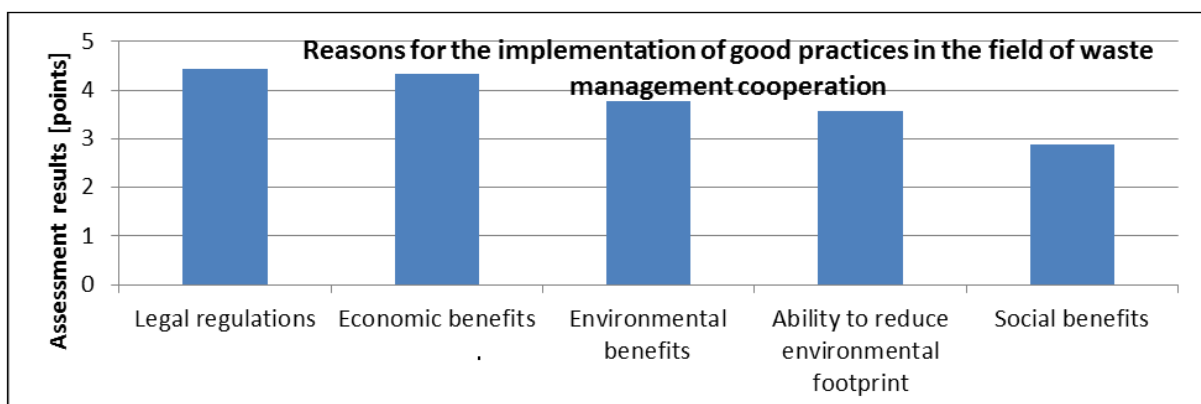 Reasons for the implementation of good practices in the field of waste
management cooperation
Assessment results [points]
5
4
3
2
1
0
Legal regulations
Economic benefits
.
Environmental
benefits
Ability to reduce
environmental
footprint
Social benefits